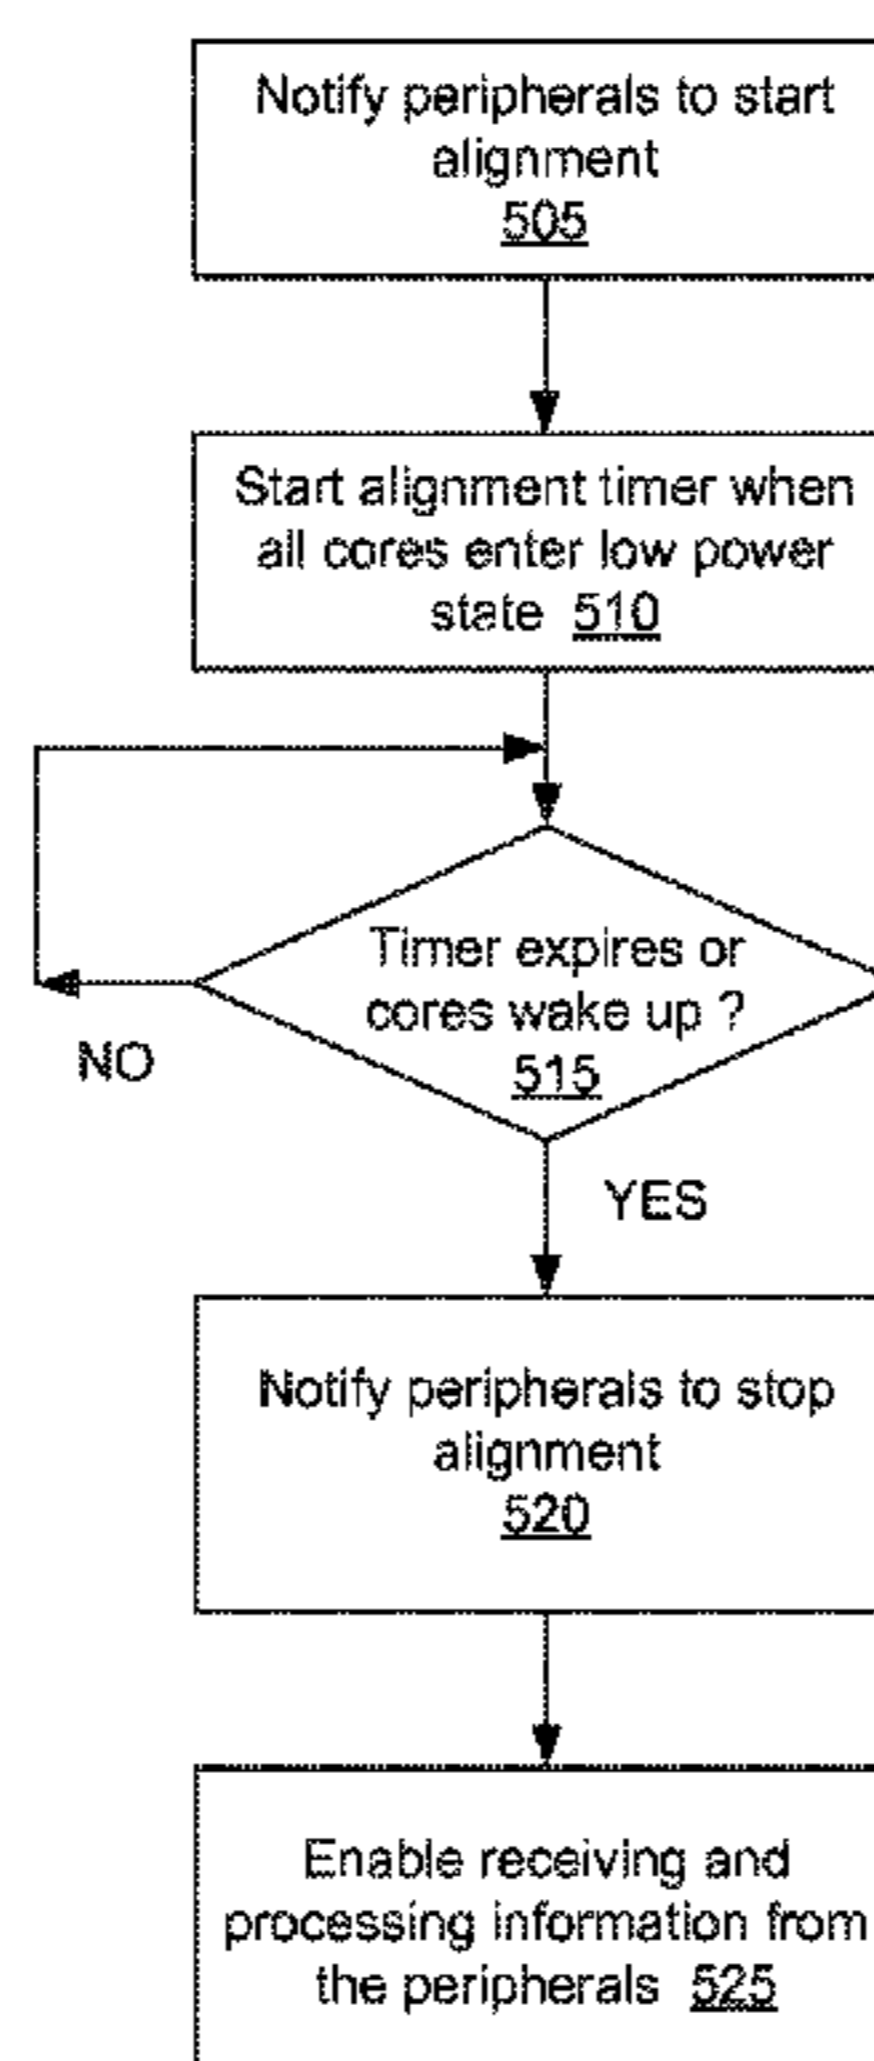 Notify peripherals to start
alignment
505
Start alignment timer when
all cores enter low power
state 510
Timer expires or
cores wake up ?
515
NO
YES
Notify peripherals to stop
alignment
520
Enable receiving and
processing information from
the peripherals 525